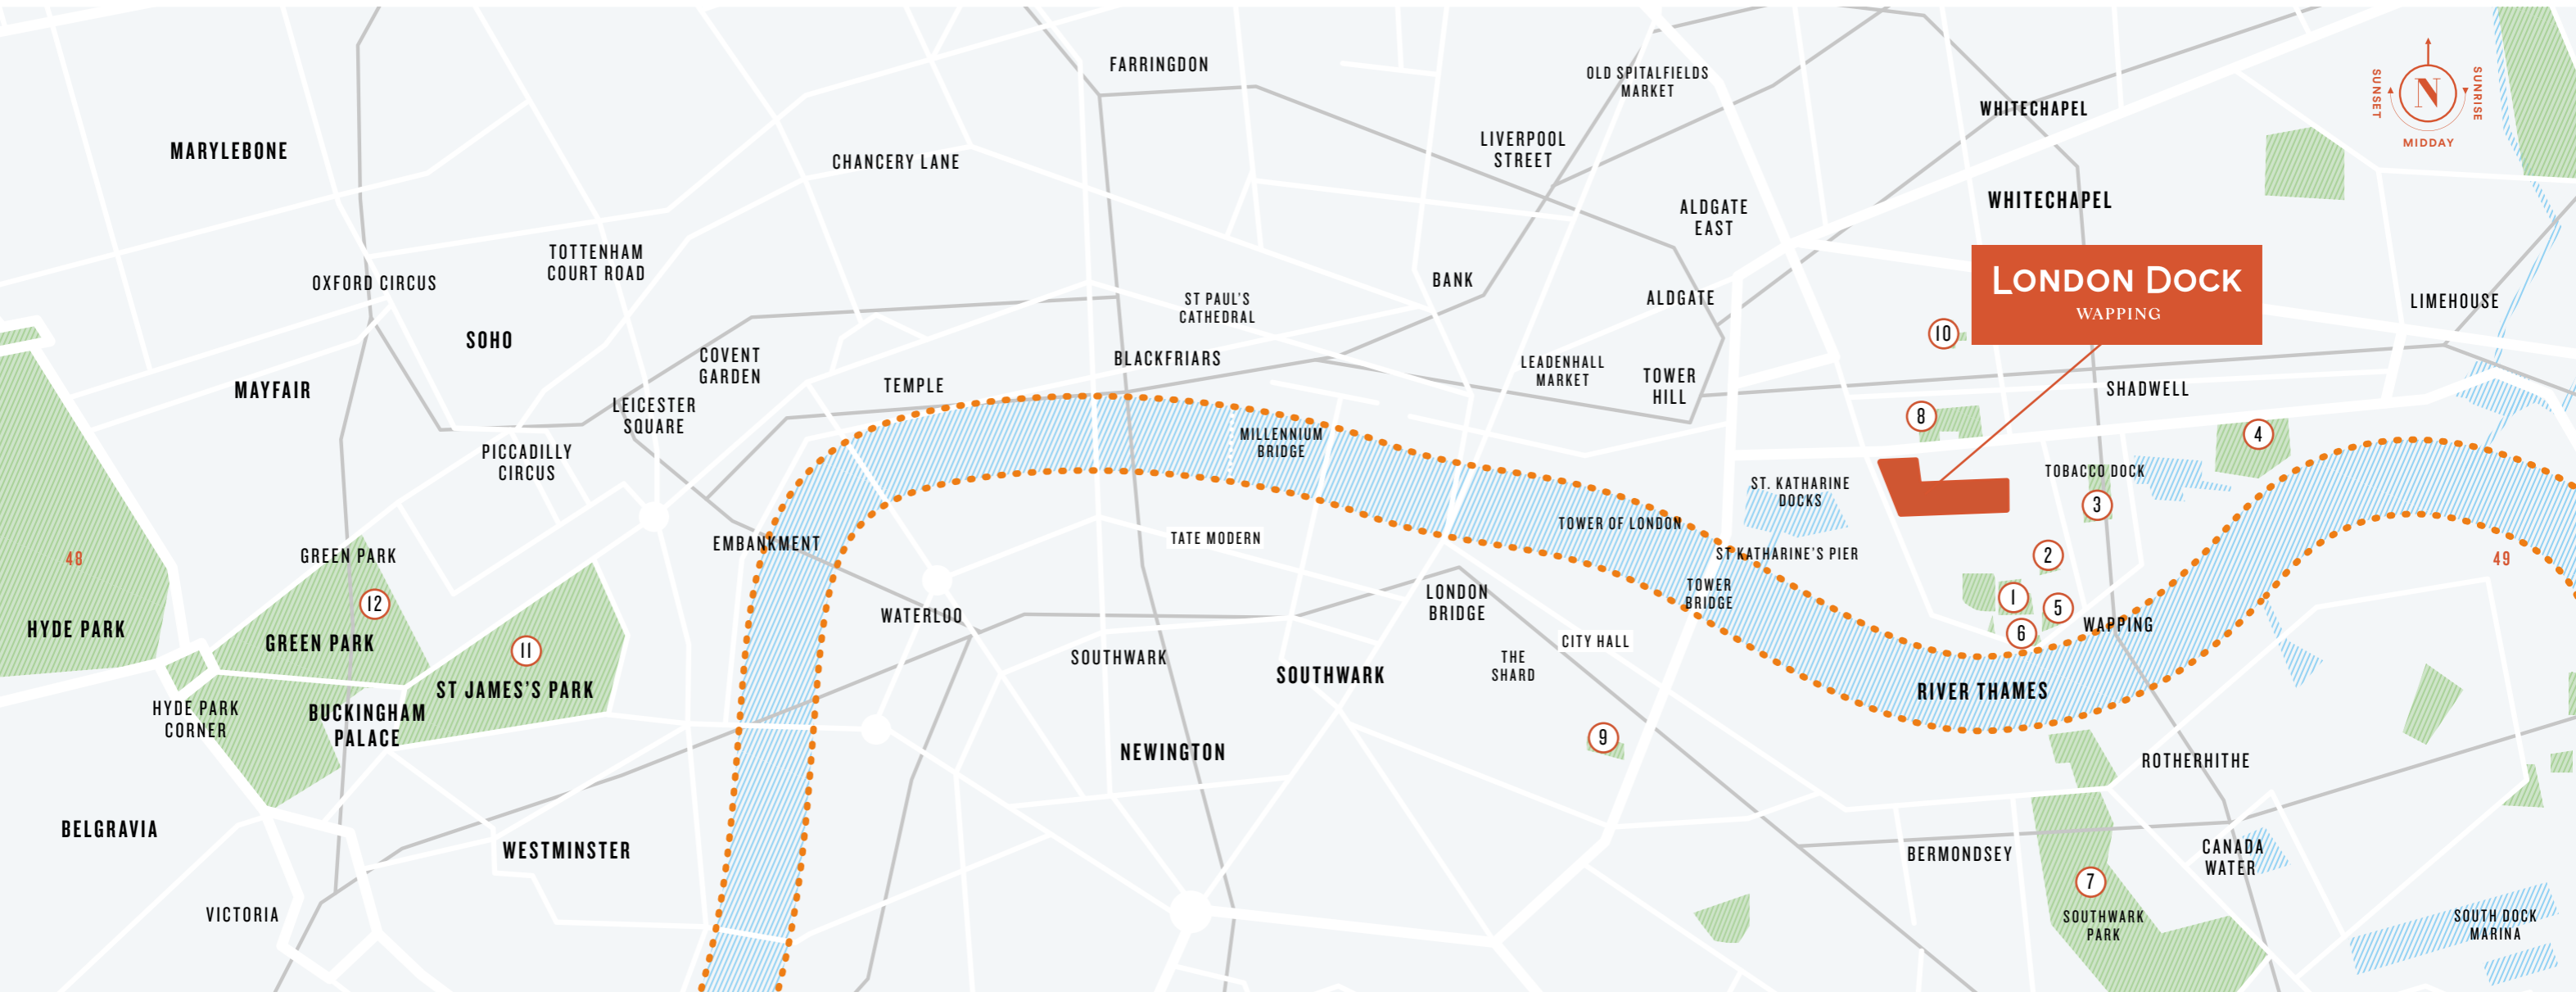 FARRINGDON
OLD SPITALFIELDS
MARKET
SUNSET
N
SUNRISE
MIDDAY
WHITECHAPEL
MARYLEBONE
CHANCERY LANE
LIVERPOOL
STREET
WHITECHAPEL
ALDGATE
EAST
TOTTENHAM
COURT ROAD
OXFORD CIRCUS
BANK
ST PAUL'S
CATHEDRAL
ALDGATE
LONDON DOCK
WAPPING
LIMEHOUSE
10
SOHO
COVENT
GARDEN
BLACKFRIARS
LEADENHALL
MARKET
TOWER
HILL
SHADWELL
MAYFAIR
TEMPLE
LEICESTER
SQUARE
8
4
PICCADILLY
CIRCUS
MILLENNIUM
BRIDGE
TOBACCO DOCK
ST. KATHARINE
DOCKS
3
TOWER OF LONDON
EMBANKMENT
TATE MODERN
ST KATHARINE'S PIER
2
48
GREEN PARK
49
12
WATERLOO
LONDON
BRIDGE
TOWER
BRIDGE
1
5
6
WAPPING
HYDE PARK
GREEN PARK
11
CITY HALL
SOUTHWARK
SOUTHWARK
THE
SHARD
ST JAMES'S PARK
RIVER THAMES
HYDE PARK
CORNER
BUCKINGHAM
PALACE
9
NEWINGTON
ROTHERHITHE
BELGRAVIA
WESTMINSTER
BERMONDSEY
CANADA
WATER
7
VICTORIA
SOUTHWARK
PARK
SOUTH DOCK
MARINA